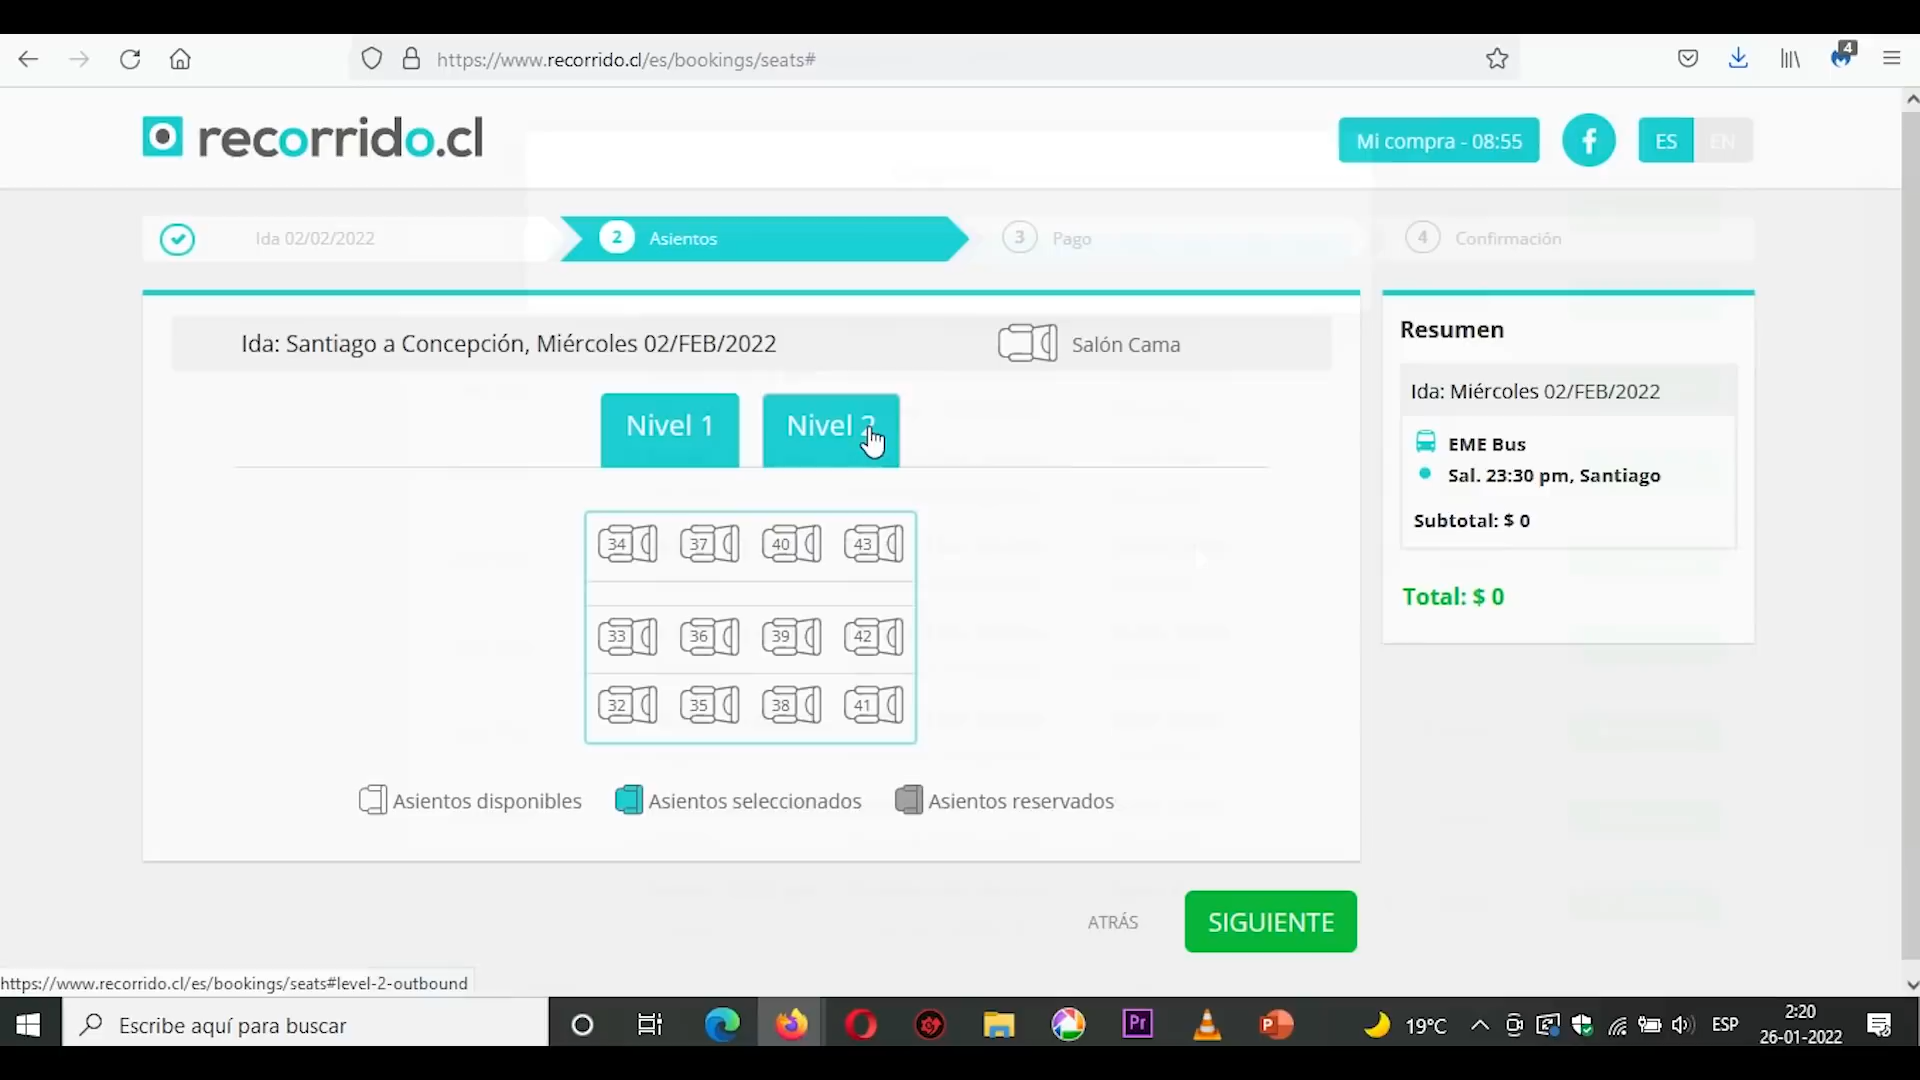 4
https://www.recorrido.cl/es/bookings/seats#
recorrido.cl
Mi compra - 08:55
ES EN
Ida 02/02/2022
2 Asientos
3 Pago
4 Confirmación
Ida: Santiago a Concepción, Miércoles 02/FEB/2022
Salón Cama
Nivel 1
Nivel 2
34 37 40 43
33 36 39 42
32 35 38 41
Asientos disponibles
Asientos seleccionados
Asientos reservados
ATRÁS
SIGUIENTE
Resumen
Ida: Miércoles 02/FEB/2022
EME Bus
Sal. 23:30 pm, Santiago
Subtotal: $ 0
Total: $ 0
https://www.recorrido.cl/es/bookings/seats#level-2-outbound
Escribe aquí para buscar
Pr
P
19°C
ESP
2:20
26-01-2022